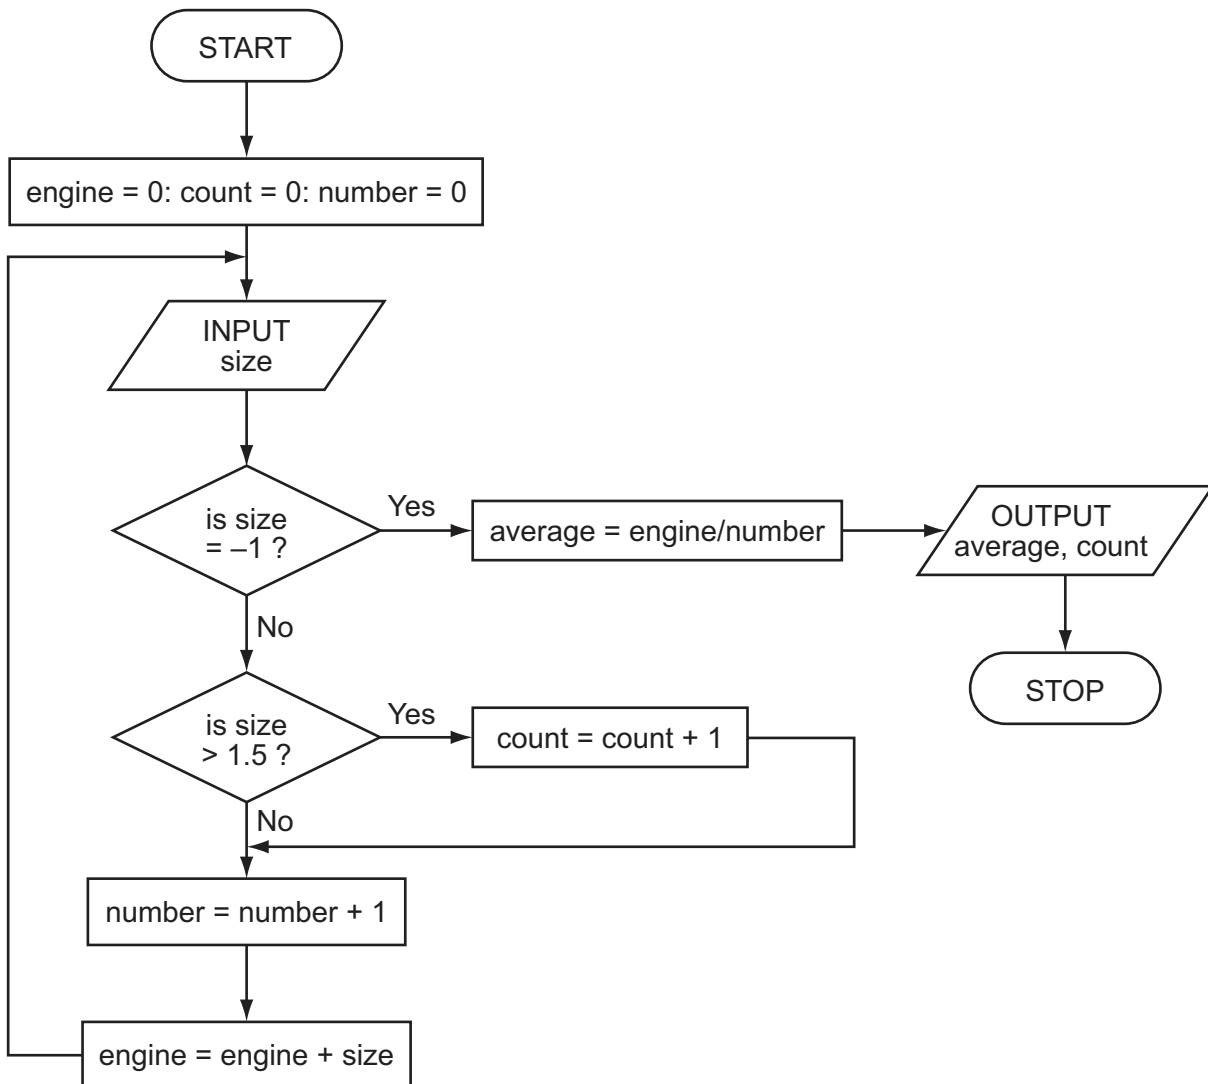 START
engine = 0: count = 0: number = 0
INPUT
size
is size
= –1 ?
Yes
average = engine/number
OUTPUT
average, count
No
STOP
is size
> 1.5 ?
Yes
count = count + 1
No
number = number + 1
engine = engine + size